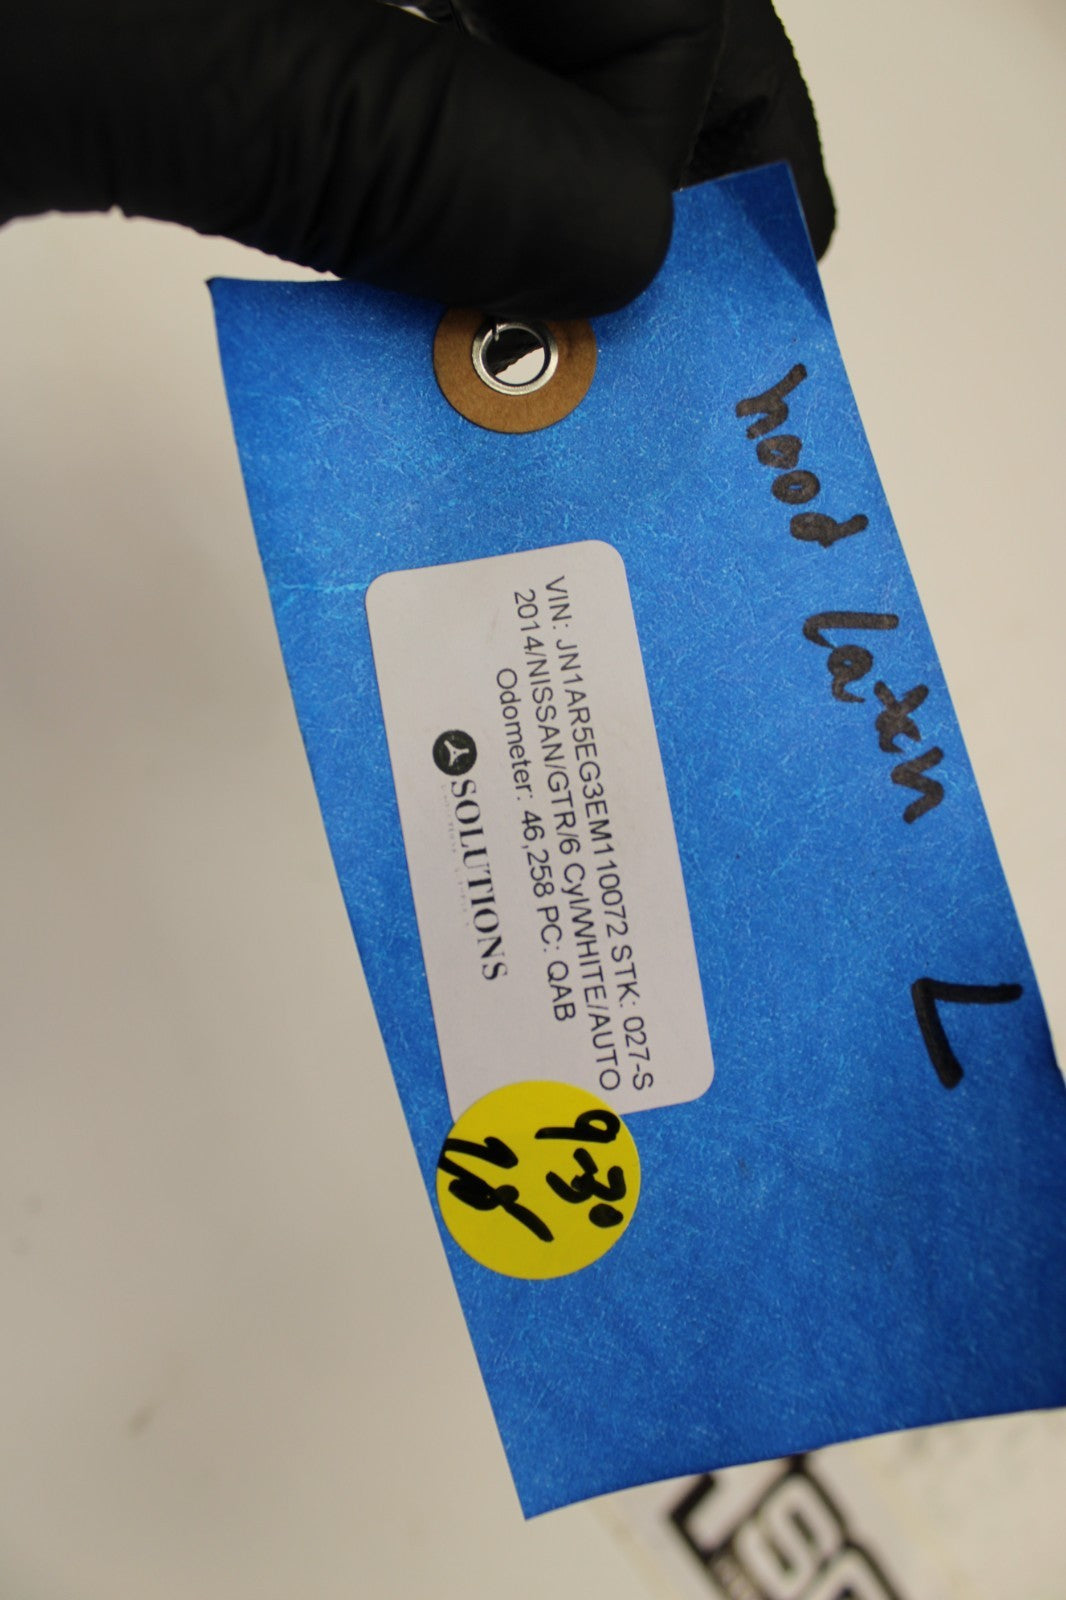 hood latxh L
VIN: JN1AR5EG3EM110072 STK: 027-S
2014/NISSAN/GTR/6 Cyl/WHITE/AUTO
Odometer: 46,258 PC: QAB
SOLUTIONS
9-30